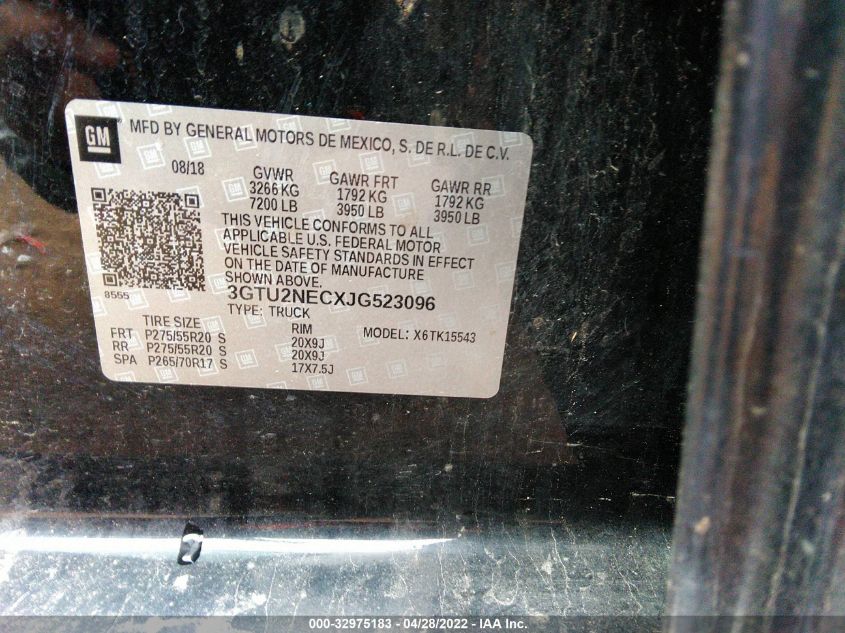 GM
MFD BY GENERAL MOTORS DE MEXICO, S. DE R.L. DE C.V.
08/18 GVWR GAWR FRT GAWR RR
3266 KG 1792 KG 1792 KG
7200 LB 3950 LB 3950 LB
THIS VEHICLE CONFORMS TO ALL
APPLICABLE U.S. FEDERAL MOTOR
VEHICLE SAFETY STANDARDS IN EFFECT
ON THE DATE OF MANUFACTURE
SHOWN ABOVE.
8555
3GTU2NECXJG523096
TYPE: TRUCK
TIRE SIZE RIM MODEL: X6TK15543
FRT P275/55R20 S 20X9J
RR P275/55R20 S 20X9J
SPA P265/70R17 S 17X7.5J
000-32975183 - 04/28/2022 - IAA Inc.